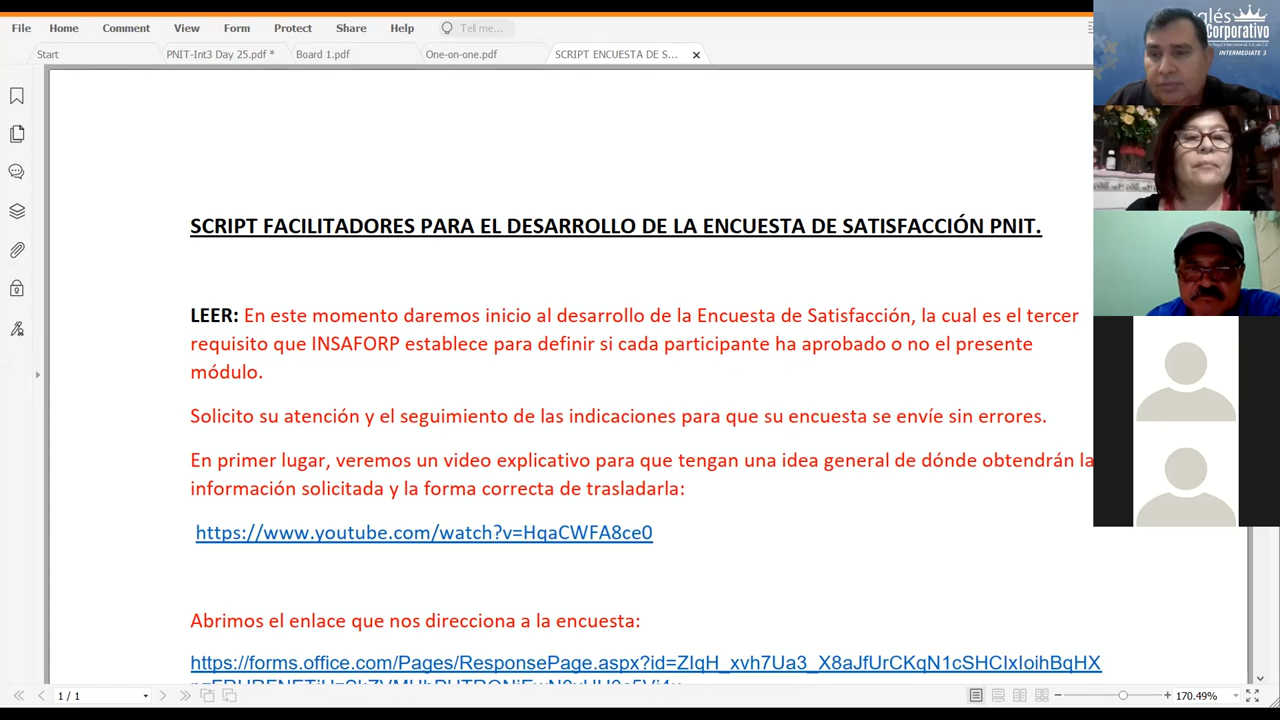 File Home Comment View Form Protect Share Help Tell me...
Start PNIT-Int3 Day 25.pdf * Board 1.pdf One-on-one.pdf SCRIPT ENCUESTA DE S...
INTERMEDIATE 3
SCRIPT FACILITADORES PARA EL DESARROLLO DE LA ENCUESTA DE SATISFACCIÓN PNIT.
LEER: En este momento daremos inicio al desarrollo de la Encuesta de Satisfacción, la cual es el tercer
requisito que INSAFORP establece para definir si cada participante ha aprobado o no el presente
módulo.
Solicito su atención y el seguimiento de las indicaciones para que su encuesta se envíe sin errores.
En primer lugar, veremos un video explicativo para que tengan una idea general de dónde obtendrán la
información solicitada y la forma correcta de trasladarla:
https://www.youtube.com/watch?v=HqaCWFA8ce0
Abrimos el enlace que nos direcciona a la encuesta:
https://forms.office.com/Pages/ResponsePage.aspx?id=ZIqH_xvh7Ua3_X8aJfUrCKqN1cSHCIxIoihBqHX
1 / 1
170.49%